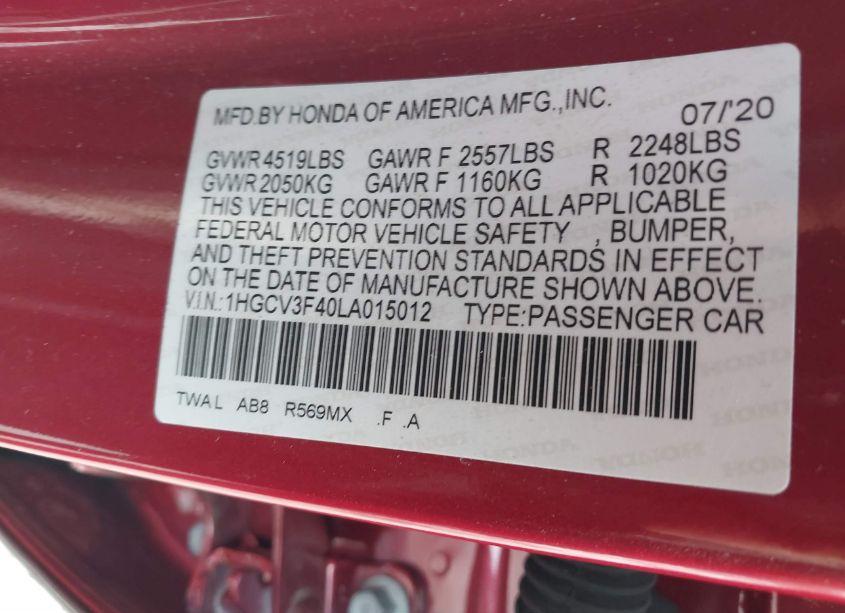 MFD.BY HONDA OF AMERICA MFG.,INC. 07/'20
GVWR 4519LBS GAWR F 2557LBS R 2248LBS
GVWR 2050KG GAWR F 1160KG R 1020KG
THIS VEHICLE CONFORMS TO ALL APPLICABLE
FEDERAL MOTOR VEHICLE SAFETY , BUMPER,
AND THEFT PREVENTION STANDARDS IN EFFECT
ON THE DATE OF MANUFACTURE SHOWN ABOVE.
V.I.N.:1HGCV3F40LA015012 TYPE:PASSENGER CAR
TWAL AB8 R569MX .F .A